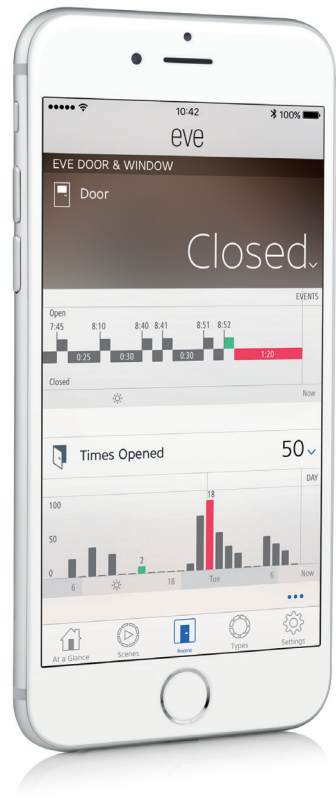 10:42
100%
eve
EVE DOOR & WINDOW
Door
Closed
EVENTS
Open
7:45 8:10 8:40 8:41 8:51 8:52
0:25 0:30 0.30 1:20
Closed
Now
Times Opened 50
DAY
18
100
50
2
0
6 18 Tue 6 Now
At a Glance Scenes Rooms Types Settings